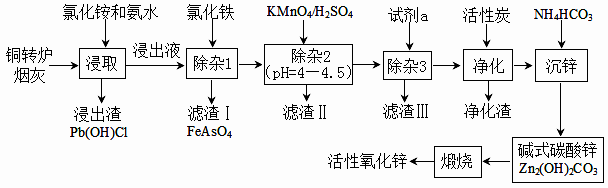 氯化铵和氨水
氯化铁
KMnO4/H2SO4
试剂a
活性炭
NH4HCO3
铜转炉
烟灰
浸取
浸出液
除杂1
除杂2
(pH=4—4.5)
除杂3
净化
沉锌
浸出渣
Pb(OH)Cl
滤渣Ⅰ
FeAsO4
滤渣Ⅱ
滤渣Ⅲ
净化渣
活性氧化锌
煅烧
碱式碳酸锌
Zn2(OH)2CO3